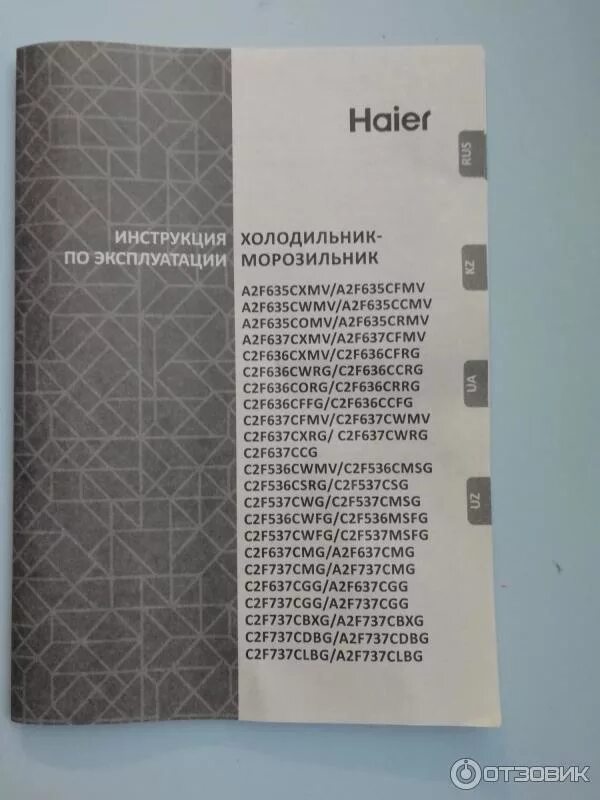 Haier
RUS
ИНСТРУКЦИЯ
ПО ЭКСПЛУАТАЦИИ
ХОЛОДИЛЬНИК-
МОРОЗИЛЬНИК
KZ
A2F635CXMV/A2F635CFMV
A2F635CWMV/A2F635CCMV
A2F635COMV/A2F635CRMV
A2F637CXMV/A2F637CFMV
C2F636CXMV/C2F636CFRG
C2F636CWRG/C2F636CCRG
C2F636CORG/C2F636CRRG
C2F636CFFG/C2F636CCFG
C2F637CFMV/C2F637CWMV
C2F637CXRG/ C2F637CWRG
C2F637CCG
C2F536CWMV/C2F536CMSG
C2F536CSRG/C2F537CSG
C2F537CWG/C2F537CMSG
C2F536CWFG/C2F536MSFG
C2F537CWFG/C2F537MSFG
C2F637CMG/A2F637CMG
C2F737CMG/A2F737CMG
C2F637CGG/A2F637CGG
C2F737CGG/A2F737CGG
C2F737CBXG/A2F737CBXG
C2F737CDBG/A2F737CDBG
C2F737CLBG/A2F737CLBG
UA
UZ
ОТЗОВИК